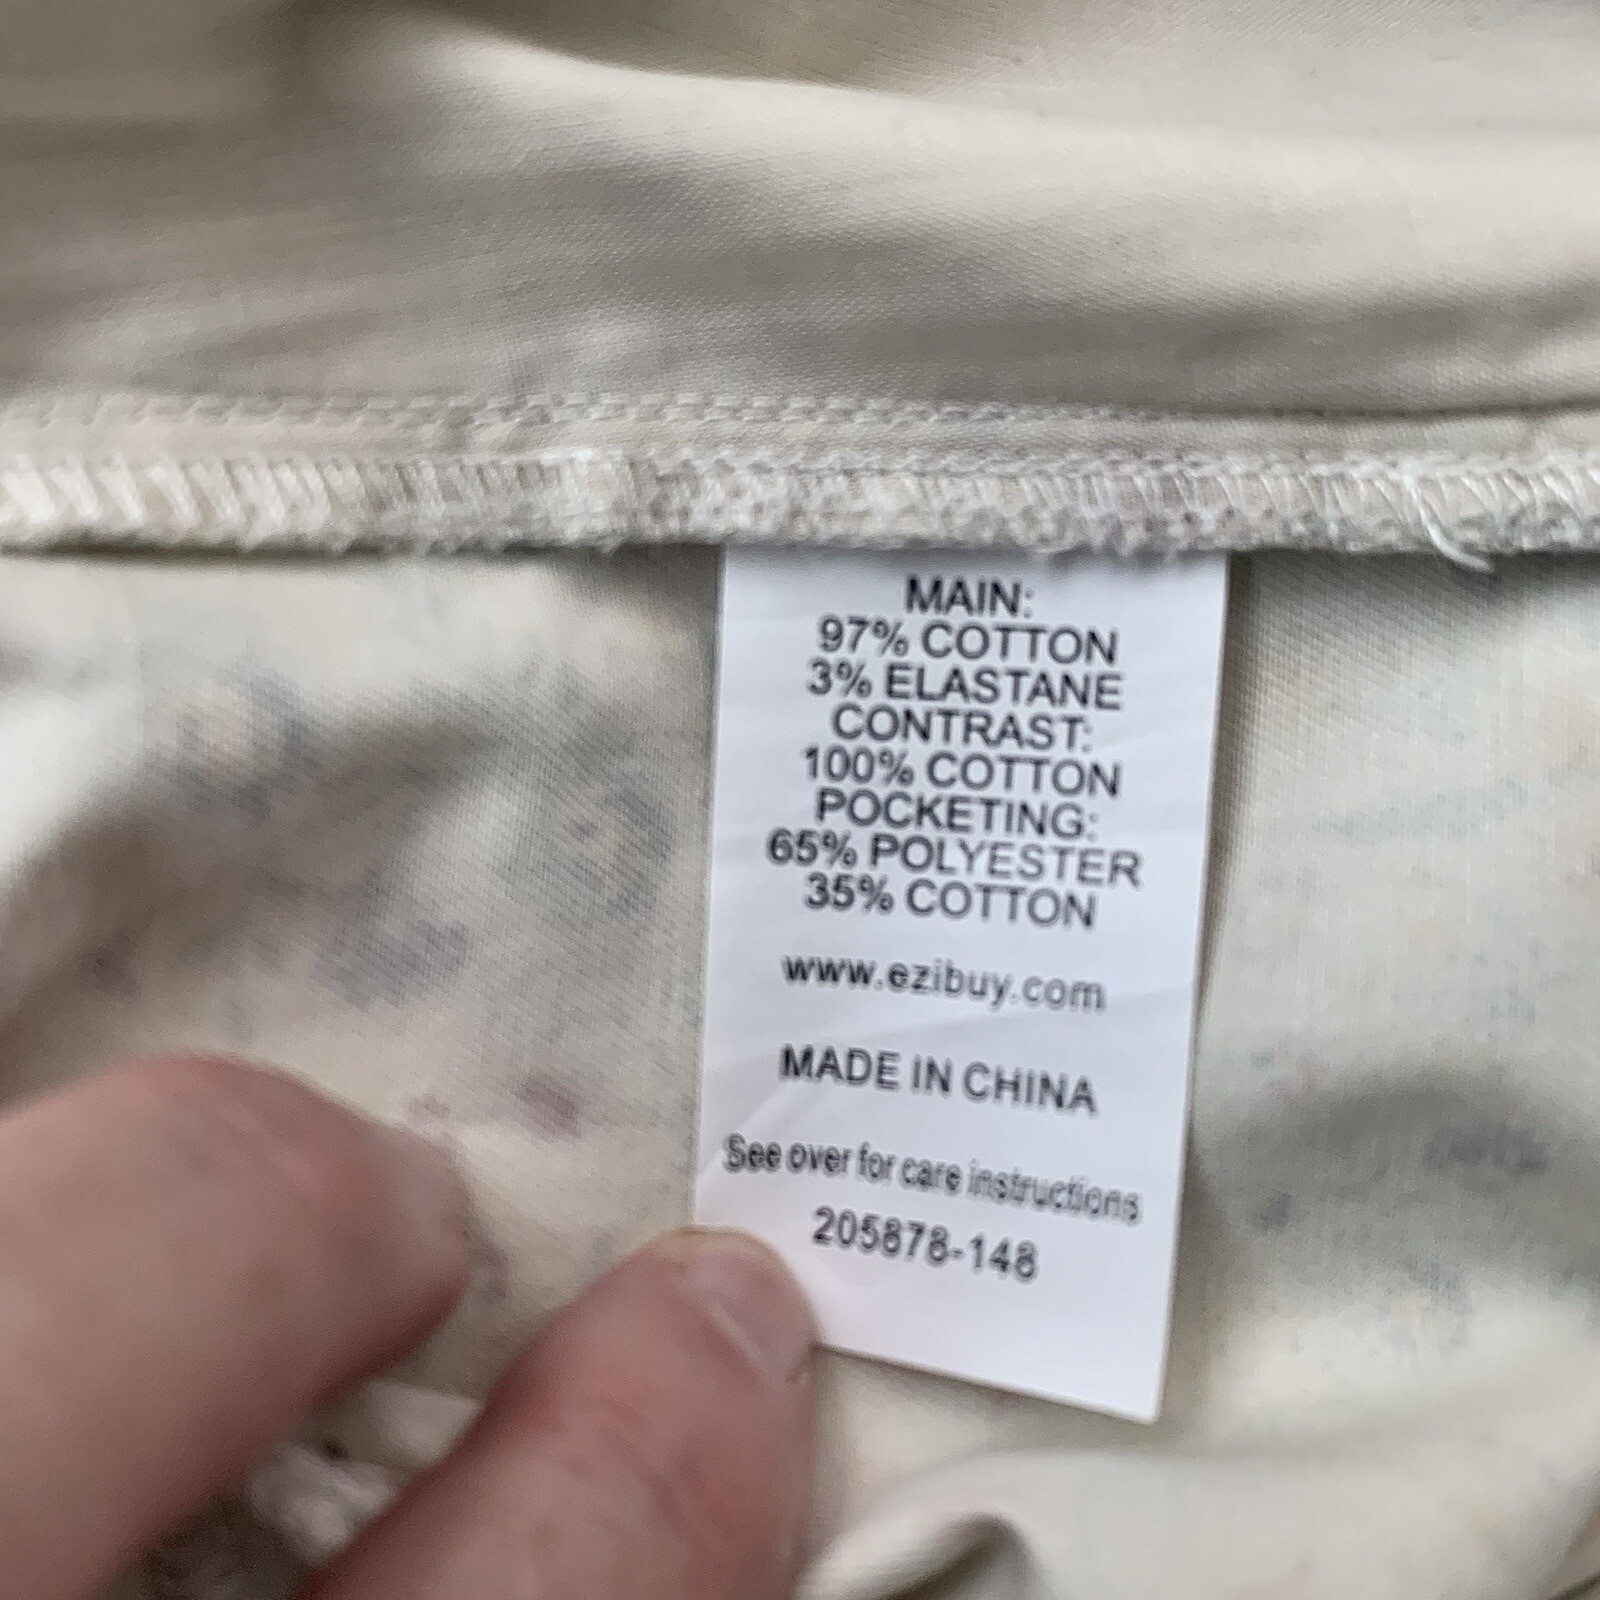 MAIN:
97% COTTON
3% ELASTANE
CONTRAST:
100% COTTON
POCKETING:
65% POLYESTER
35% COTTON
www.ezibuy.com
MADE IN CHINA
See over for care instructions
205878-148